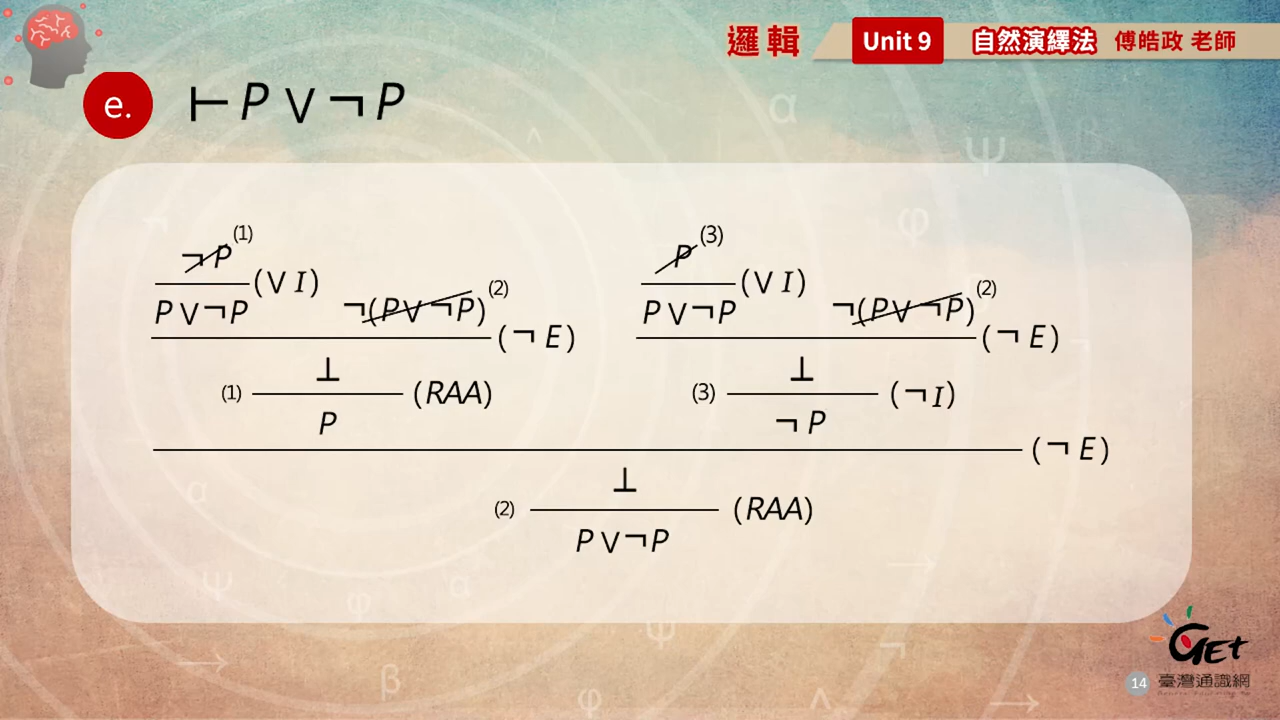 邏輯 Unit 9 自然演繹法 傅皓政 老師
e. ⊢ P ∨ ¬ P
¬ P (1) P (3)
(∨ I) (∨ I)
P ∨ ¬ P ¬(P ∨ ¬ P) (2) P ∨ ¬ P ¬(P ∨ ¬ P) (2)
(¬ E) (¬ E)
⊥ ⊥
(1) (RAA) (3) (¬ I)
P ¬ P
(¬ E)
⊥
(2) (RAA)
P ∨ ¬ P
GET
14 臺灣通識網